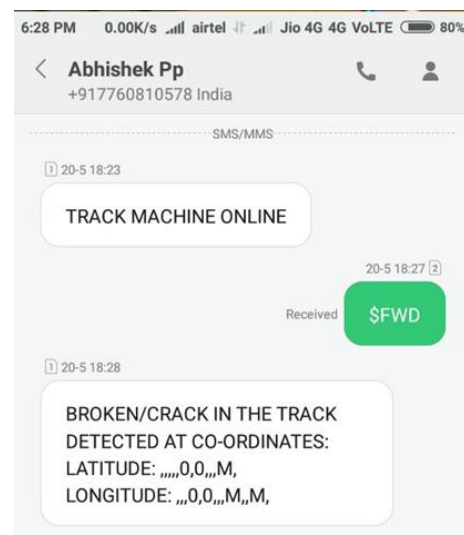 6:28 PM 0.00K/s airtel Jio 4G 4G VoLTE 80%
Abhishek Pp
+917760810578 India
SMS/MMS
1 20-5 18:23
TRACK MACHINE ONLINE
20-5 18:27 2
Received $FWD
1 20-5 18:28
BROKEN/CRACK IN THE TRACK
DETECTED AT CO-ORDINATES:
LATITUDE: ,,,,,0,0,,,M,
LONGITUDE: ,,,0,0,,,M,,M,